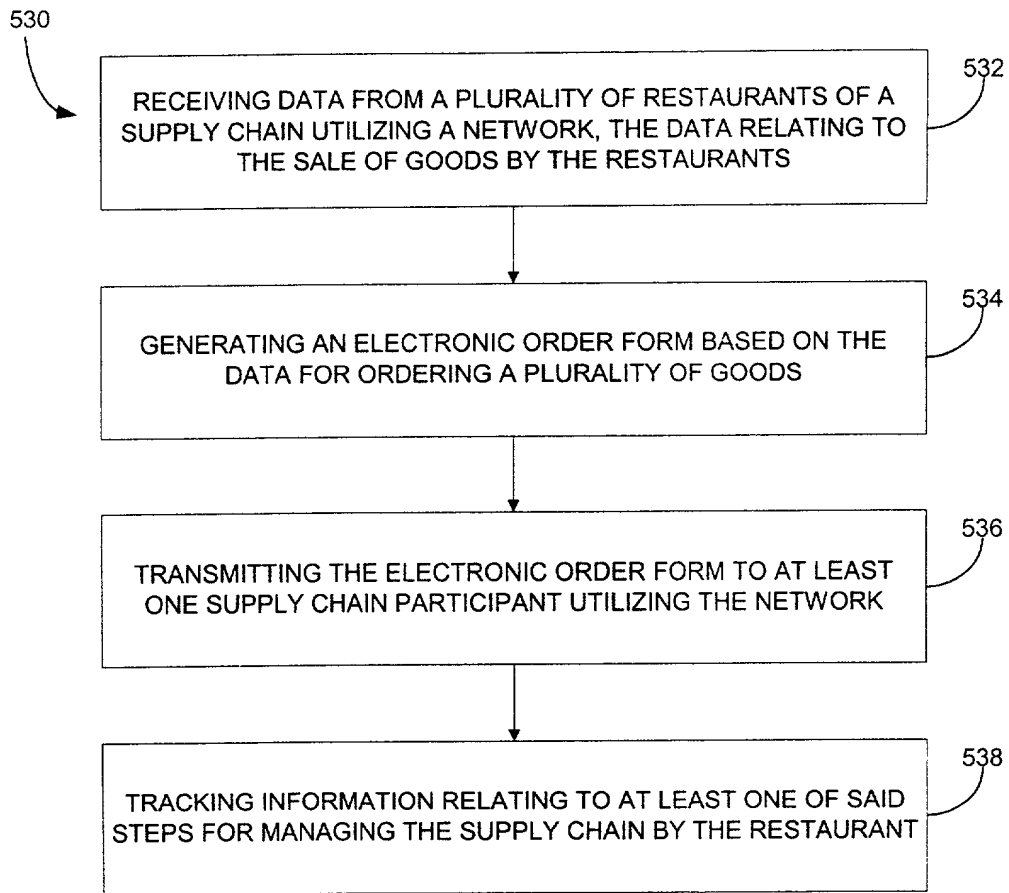 530
532
RECEIVING DATA FROM A PLURALITY OF RESTAURANTS OF A
SUPPLY CHAIN UTILIZING A NETWORK, THE DATA RELATING TO
THE SALE OF GOODS BY THE RESTAURANTS
534
GENERATING AN ELECTRONIC ORDER FORM BASED ON THE
DATA FOR ORDERING A PLURALITY OF GOODS
536
TRANSMITTING THE ELECTRONIC ORDER FORM TO AT LEAST
ONE SUPPLY CHAIN PARTICIPANT UTILIZING THE NETWORK
538
TRACKING INFORMATION RELATING TO AT LEAST ONE OF SAID
STEPS FOR MANAGING THE SUPPLY CHAIN BY THE RESTAURANT